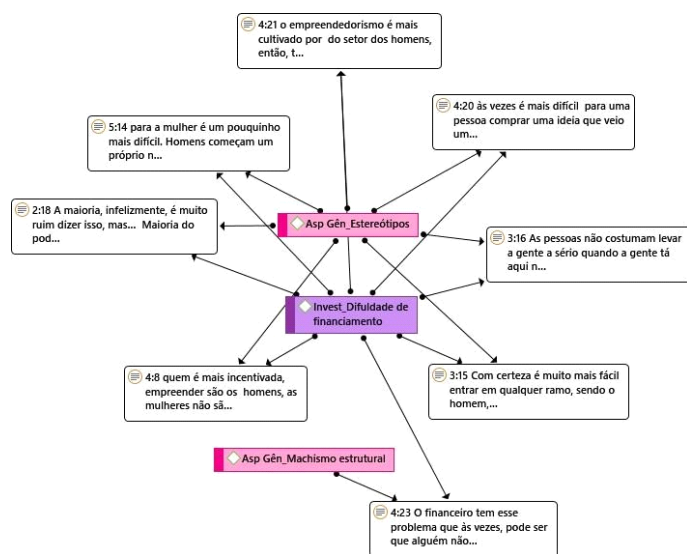 4:21 o empreendedorismo é mais
cultivado por do setor dos homens,
então, t...
4:20 às vezes é mais difícil para uma
pessoa comprar uma ideia que veio
um...
5:14 para a mulher é um pouquinho
mais difícil. Homens começam um
próprio n...
2:18 A maioria, infelizmente, é muito
ruim dizer isso, mas... Maioria do
pod...
Asp Gên_Estereótipos
3:16 As pessoas não costumam levar
a gente a sério quando a gente tá
aqui n...
Invest_Difuldade de
financiamento
4:8 quem é mais incentivada,
empreender são os homens, as
mulheres não sã...
3:15 Com certeza é muito mais fácil
entrar em qualquer ramo, sendo o
homem,...
Asp Gên_Machismo estrutural
4:23 O financeiro tem esse
problema que às vezes, pode ser
que alguém não...